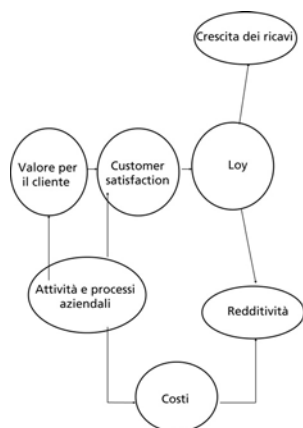 Crescita dei ricavi
Valore per
il cliente
Customer
satisfaction
Loy
Attività e processi
aziendali
Redditività
Costi